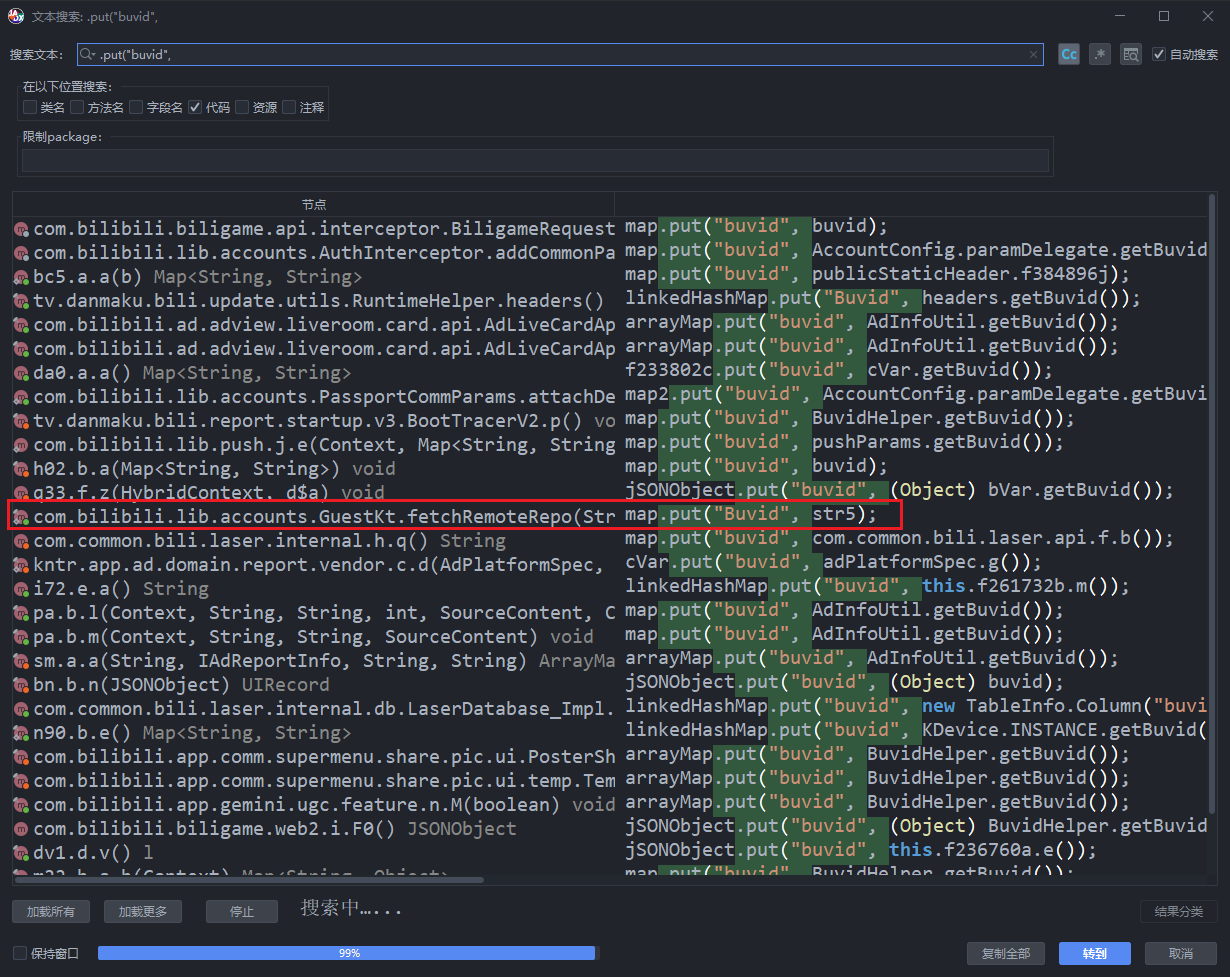 文本搜索: .put("buvid",
搜索文本: .put("buvid", Cc .* 自动搜索
在以下位置搜索:
类名 方法名 字段名 代码 资源 注释
限制package:
节点
com.bilibili.biligame.api.interceptor.BiligameRequest map.put("buvid", buvid);
com.bilibili.lib.accounts.AuthInterceptor.addCommonPa map.put("buvid", AccountConfig.paramDelegate.getBuvid
bc5.a.a(b) Map<String, String> map.put("buvid", publicStaticHeader.f384896j);
tv.danmaku.bili.update.utils.RuntimeHelper.headers() linkedHashMap.put("Buvid", headers.getBuvid());
com.bilibili.ad.adview.liveroom.card.api.AdLiveCardAp arrayMap.put("buvid", AdInfoUtil.getBuvid());
com.bilibili.ad.adview.liveroom.card.api.AdLiveCardAp arrayMap.put("buvid", AdInfoUtil.getBuvid());
da0.a.a() Map<String, String> f233802c.put("buvid", cVar.getBuvid());
com.bilibili.lib.accounts.PassportCommParams.attachDe map2.put("buvid", AccountConfig.paramDelegate.getBuvi
tv.danmaku.bili.report.startup.v3.BootTracerV2.p() vo map.put("buvid", BuvidHelper.getBuvid());
com.bilibili.lib.push.j.e(Context, Map<String, String map.put("buvid", pushParams.getBuvid());
h02.b.a(Map<String, String>) void map.put("buvid", buvid);
q33.f.z(HybridContext, d$a) void jSONObject.put("buvid", (Object) bVar.getBuvid());
com.bilibili.lib.accounts.GuestKt.fetchRemoteRepo(Str map.put("Buvid", str5);
com.common.bili.laser.internal.h.q() String map.put("buvid", com.common.bili.laser.api.f.b());
kntr.app.ad.domain.report.vendor.c.d(AdPlatformSpec, cVar.put("buvid", adPlatformSpec.g());
i72.e.a() String linkedHashMap.put("buvid", this.f261732b.m());
pa.b.l(Context, String, String, int, SourceContent, C map.put("buvid", AdInfoUtil.getBuvid());
pa.b.m(Context, String, String, SourceContent) void map.put("buvid", AdInfoUtil.getBuvid());
sm.a.a(String, IAdReportInfo, String, String) ArrayMa arrayMap.put("buvid", AdInfoUtil.getBuvid());
bn.b.n(JSONObject) UIRecord jSONObject.put("buvid", (Object) buvid);
com.common.bili.laser.internal.db.LaserDatabase_Impl. linkedHashMap.put("buvid", new TableInfo.Column("buvi
n90.b.e() Map<String, String> linkedHashMap.put("buvid", KDevice.INSTANCE.getBuvid(
com.bilibili.app.comm.supermenu.share.pic.ui.PosterSh arrayMap.put("buvid", BuvidHelper.getBuvid());
com.bilibili.app.comm.supermenu.share.pic.ui.temp.Tem arrayMap.put("buvid", BuvidHelper.getBuvid());
com.bilibili.app.gemini.ugc.feature.n.M(boolean) void arrayMap.put("buvid", BuvidHelper.getBuvid());
com.bilibili.biligame.web2.i.F0() JSONObject jSONObject.put("buvid", (Object) BuvidHelper.getBuvid
dv1.d.v() l jSONObject.put("buvid", this.f236760a.e());
(Context) Map<String, Object> map.put("buvid", BuvidHelper.getBuvid());
加载所有 加载更多 停止 搜索中…... 结果分类
保持窗口 99% 复制全部 转到 取消